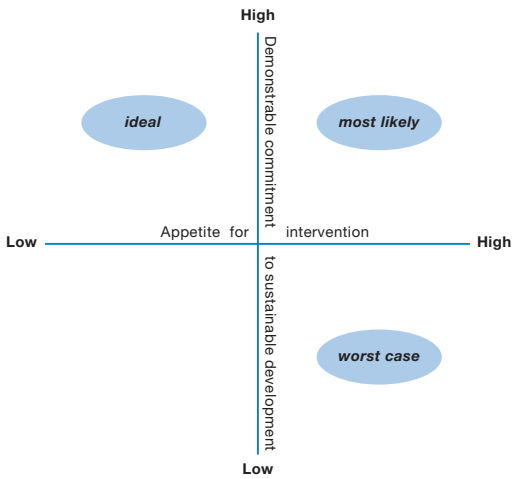 High
Demonstrable commitment
ideal
most likely
Low
Appetite for intervention
High
to sustainable development
worst case
Low